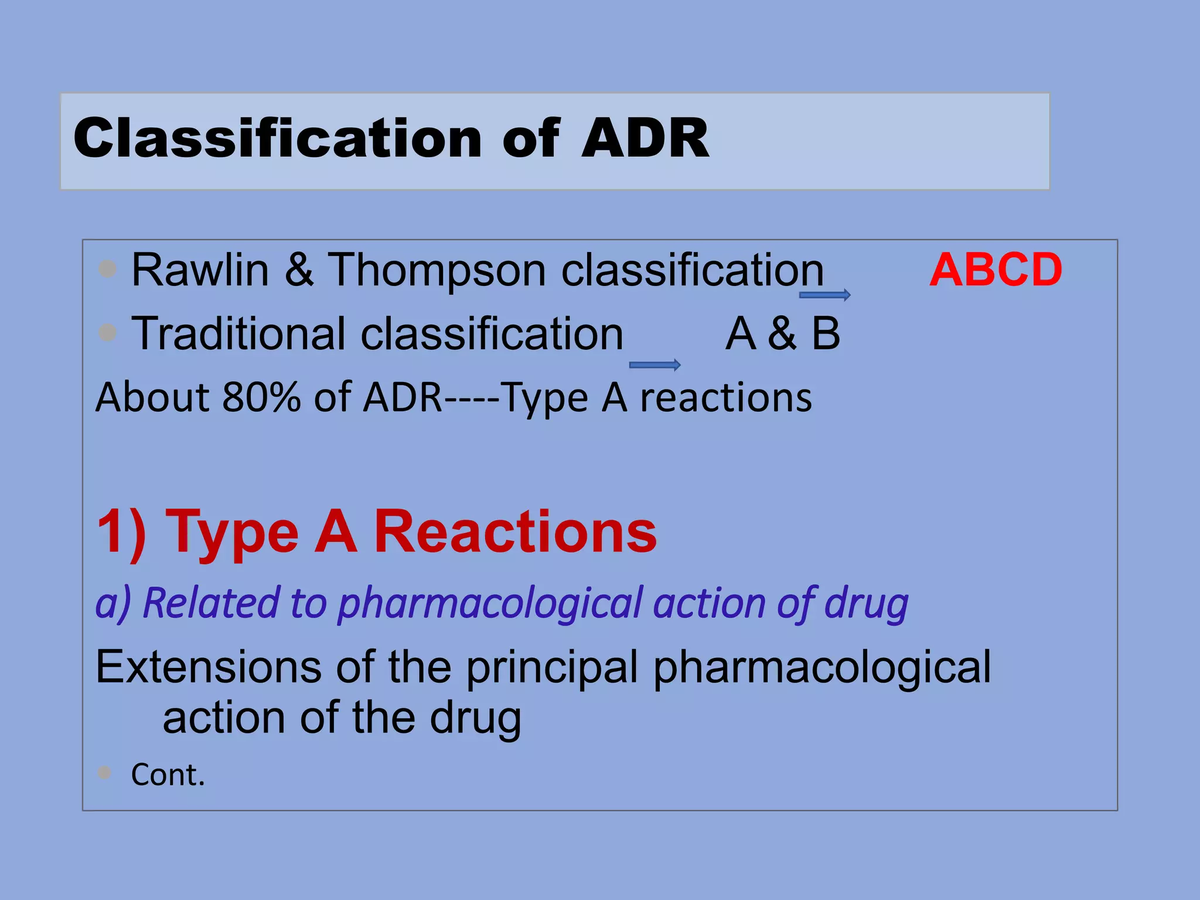 Classification of ADR
Rawlin & Thompson classification ABCD
Traditional classification A & B
About 80% of ADR----Type A reactions
1) Type A Reactions
a) Related to pharmacological action of drug
Extensions of the principal pharmacological
action of the drug
Cont.